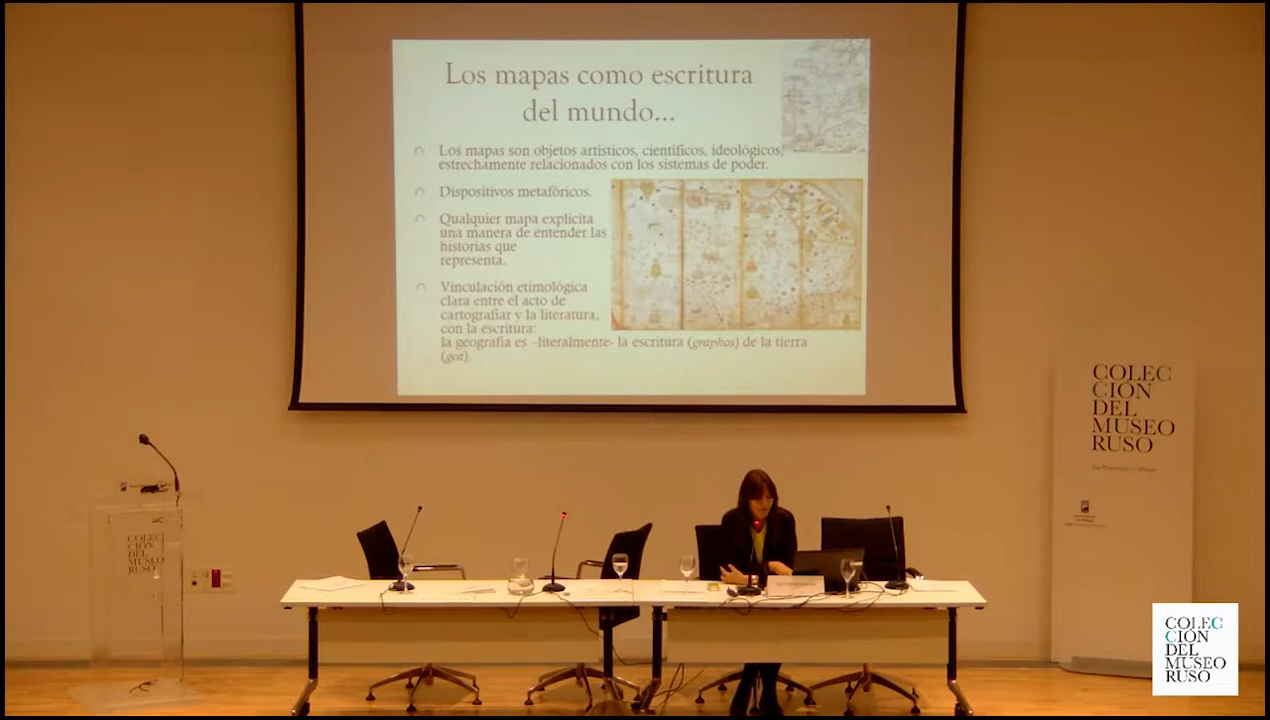 Los mapas como escritura
del mundo...
Los mapas son objetos artísticos, científicos, ideológicos,
estrechamente relacionados con los sistemas de poder.
Dispositivos metafóricos.
Qualquier mapa explicita
una manera de entender las
historias que
representa.
Vinculación etimológica
clara entre el acto de
cartografiar y la literatura,
con la escritura:
la geografía es –literalmente- la escritura (graphos) de la tierra
(gea).
COLEC
CIÓN
DEL
MUSEO
RUSO
COLEC
CIÓN
DEL
MUSEO
RUSO
COLEC
CIÓN
DEL
MUSEO
RUSO